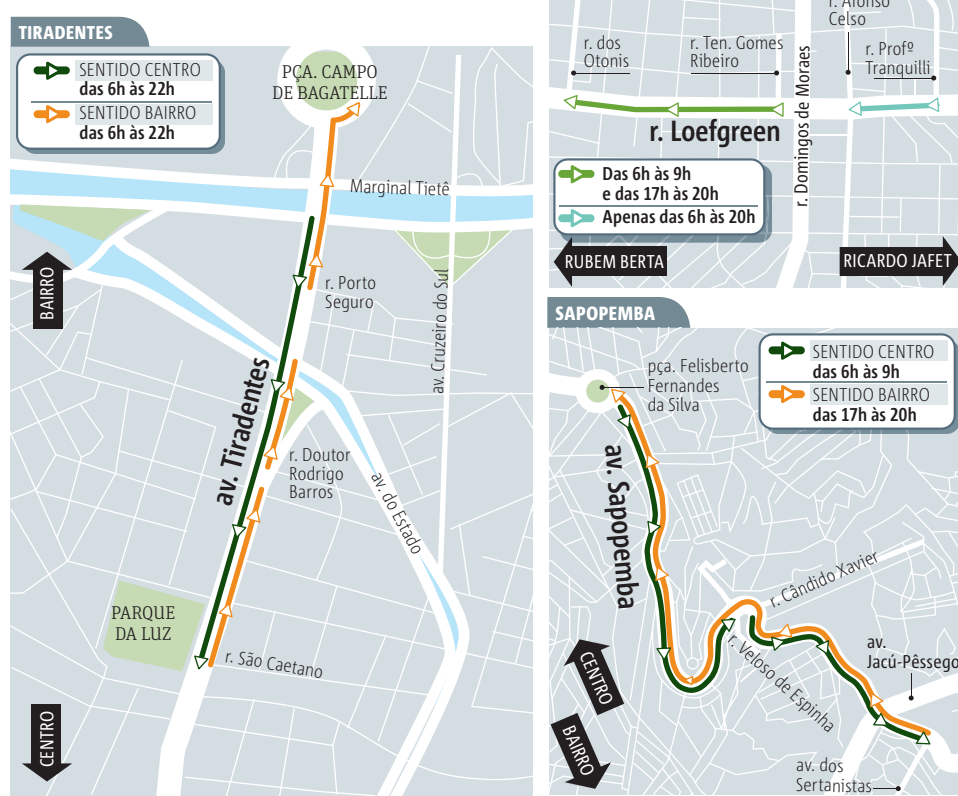 TIRADENTES
SENTIDO CENTRO
das 6h às 22h
SENTIDO BAIRRO
das 6h às 22h
PÇA. CAMPO
DE BAGATELLE
Marginal Tietê
BAIRRO
r. Porto
Seguro
av. Cruzeiro do Sul
av. Tiradentes
r. Doutor
Rodrigo
Barros
av. do Estado
PARQUE
DA LUZ
r. São Caetano
CENTRO
r. Afonso
Celso
r. dos
Otonis
r. Ten. Gomes
Ribeiro
r. Domingos de Moraes
r. Profº
Tranquilli
r. Loefgreen
Das 6h às 9h
e das 17h às 20h
Apenas das 6h às 20h
RUBEM BERTA
RICARDO JAFET
SAPOPEMBA
SENTIDO CENTRO
das 6h às 9h
SENTIDO BAIRRO
das 17h às 20h
pça. Felisberto
Fernandes
da Silva
av. Sapopemba
r. Cândido Xavier
r. Veloso de Espinha
av.
Jacú-Pêssego
CENTRO
BAIRRO
av. dos
Sertanistas